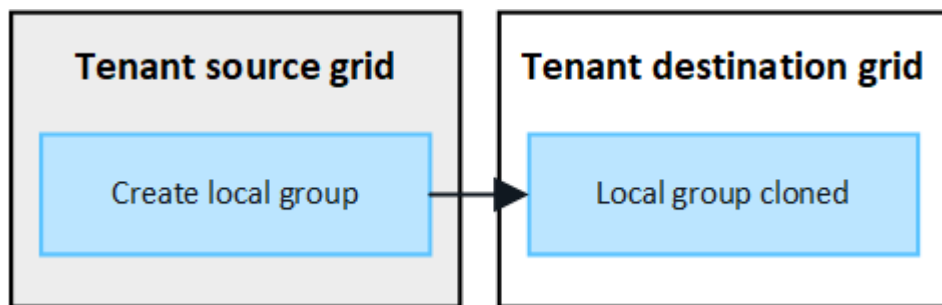 Tenant source grid
Create local group
Tenant destination grid
Local group cloned